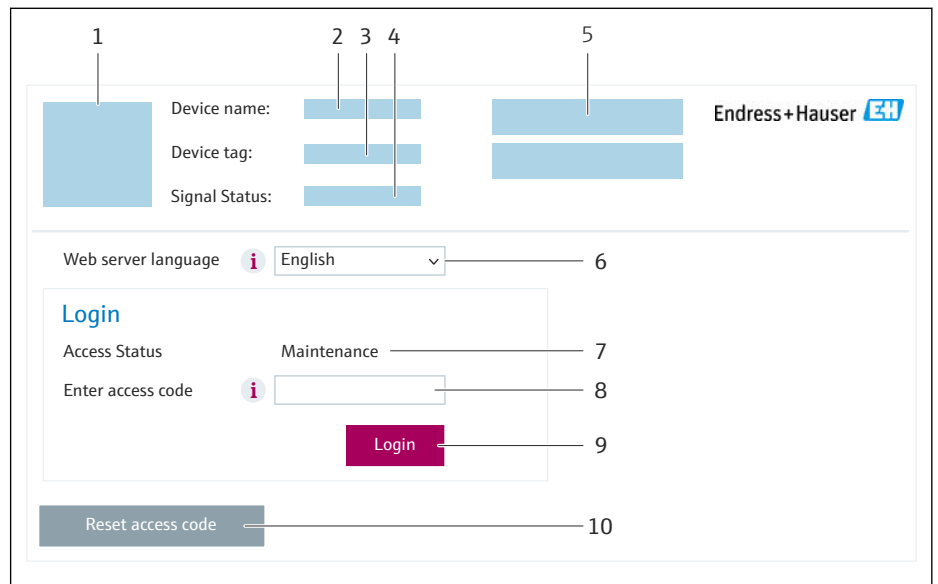 1 2 3 4 5
Device name:
Endress+Hauser EH
Device tag:
Signal Status:
Web server language i English 6
Login
Access Status Maintenance 7
Enter access code i 8
Login 9
Reset access code 10